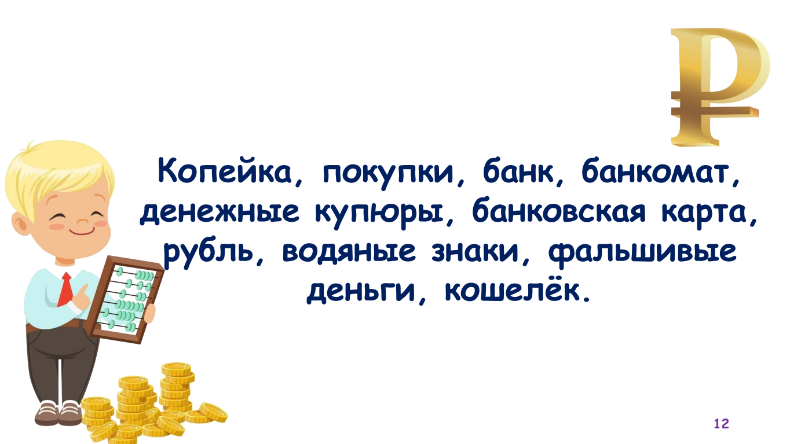 Копейка, покупки, банк, банкомат,
денежные купюры, банковская карта,
рубль, водяные знаки, фальшивые
деньги, кошелёк.
12